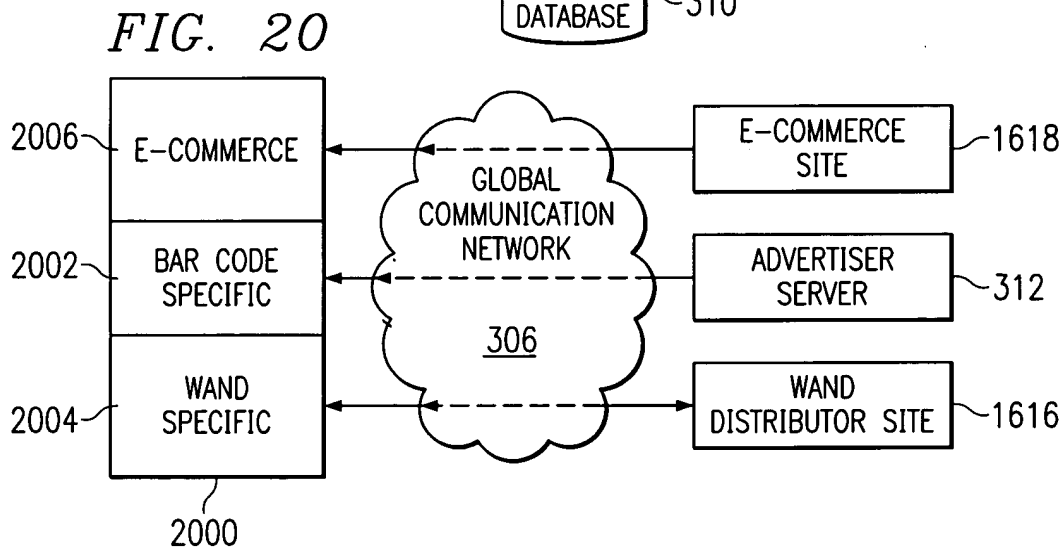 310
DATABASE
FIG. 20
2006
E-COMMERCE
2002
BAR CODE
SPECIFIC
2004
WAND
SPECIFIC
2000
GLOBAL
COMMUNICATION
NETWORK
306
E-COMMERCE
SITE
1618
ADVERTISER
SERVER
312
WAND
DISTRIBUTOR SITE
1616